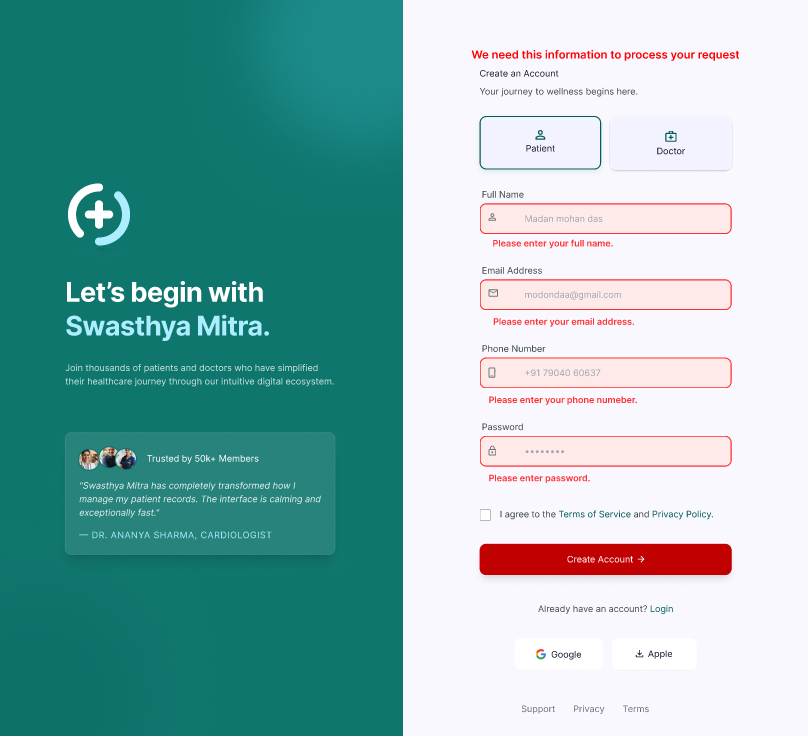 Let's begin with
Swasthya Mitra.
Join thousands of patients and doctors who have simplified
their healthcare journey through our intuitive digital ecosystem.
Trusted by 50k+ Members
"Swasthya Mitra has completely transformed how I
manage my patient records. The interface is calming and
exceptionally fast."
— DR. ANANYA SHARMA, CARDIOLOGIST
We need this information to process your request
Create an Account
Your journey to wellness begins here.
Patient
Doctor
Full Name
Madan mohan das
Please enter your full name.
Email Address
modondaa@gmail.com
Please enter your email address.
Phone Number
+91 79040 60637
Please enter your phone numeber.
Password
••••••••
Please enter password.
I agree to the Terms of Service and Privacy Policy.
Create Account →
Already have an account? Login
Google
Apple
Support Privacy Terms